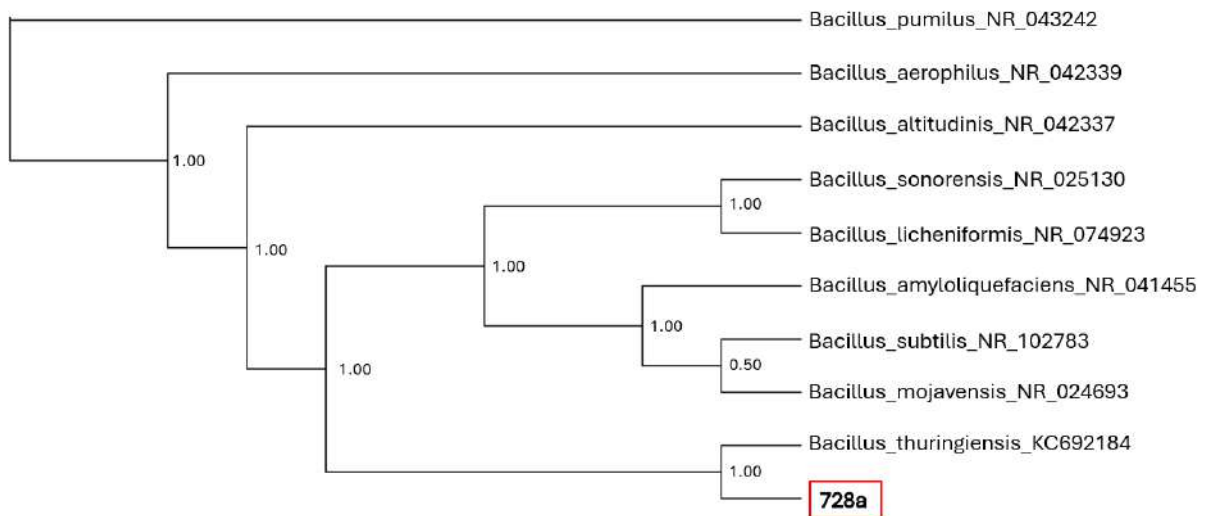 Bacillus_pumilus_NR_043242
Bacillus_aerophilus_NR_042339
1.00
Bacillus_altitudinis_NR_042337
1.00
Bacillus_sonorensis_NR_025130
1.00
Bacillus_licheniformis_NR_074923
1.00
Bacillus_amyloliquefaciens_NR_041455
1.00
Bacillus_subtilis_NR_102783
0.50
Bacillus_mojavensis_NR_024693
1.00
Bacillus_thuringiensis_KC692184
1.00
728a